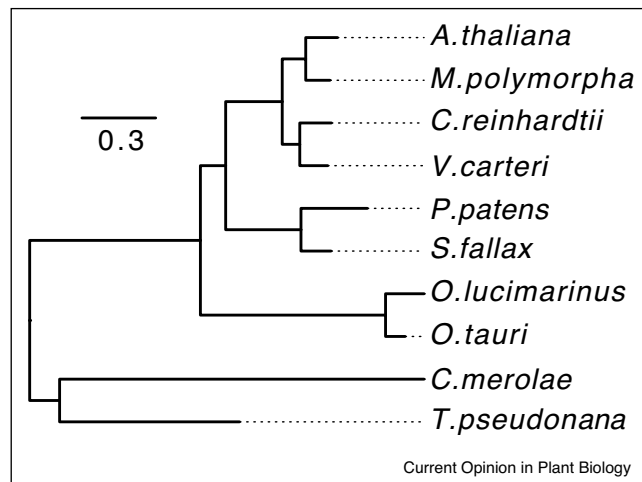 A.thaliana
M.polymorpha
0.3
C.reinhardtii
V.carteri
P.patens
S.fallax
O.lucimarinus
O.tauri
C.merolae
T.pseudonana
Current Opinion in Plant Biology